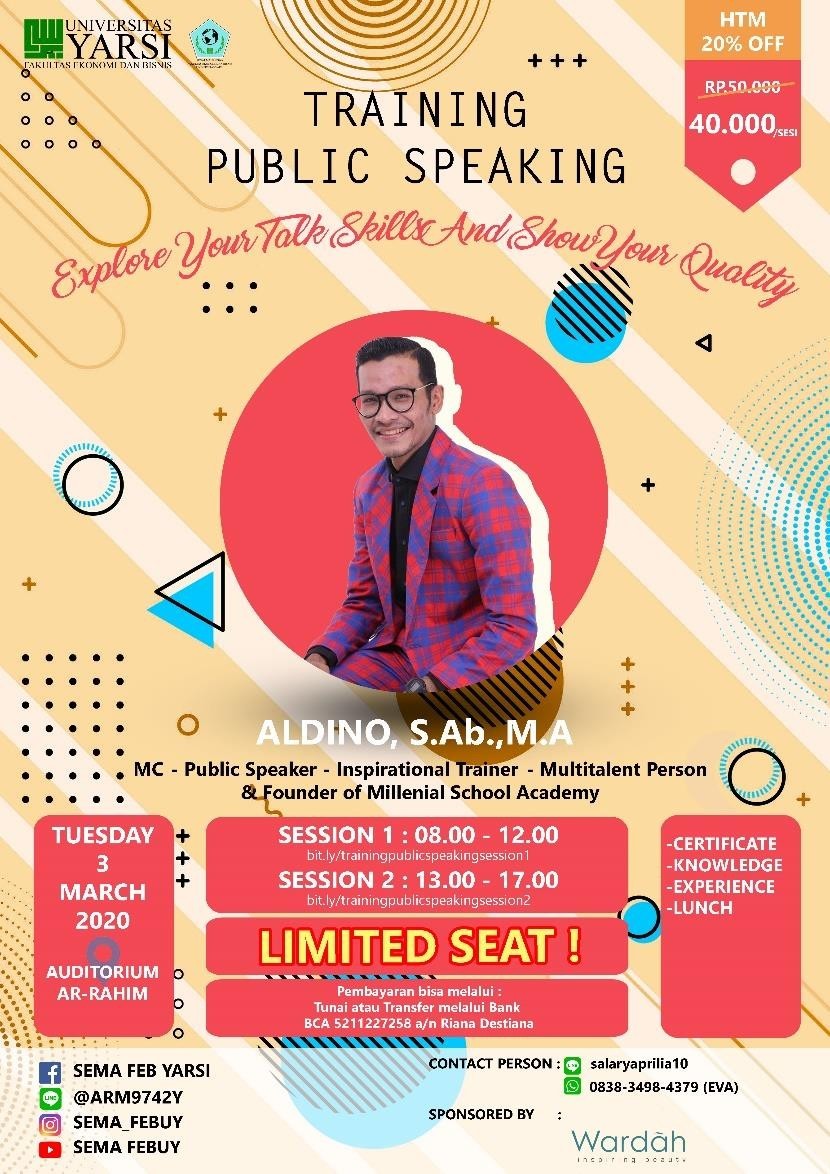 UNIVERSITAS
YARSI
FAKULTAS EKONOMI DAN BISNIS
HTM
20% OFF
RP.50.000
40.000/SESI
TRAINING
PUBLIC SPEAKING
Explore Your Talk Skills And Show Your Quality
ALDINO, S.Ab.,M.A
MC - Public Speaker - Inspirational Trainer - Multitalent Person
& Founder of Millenial School Academy
TUESDAY
3
MARCH
2020
AUDITORIUM
AR-RAHIM
SESSION 1 : 08.00 - 12.00
bit.ly/trainingpublicspeakingsession1
SESSION 2 : 13.00 - 17.00
bit.ly/trainingpublicspeakingsession2
LIMITED SEAT !
Pembayaran bisa melalui :
Tunai atau Transfer melalui Bank
BCA 5211227258 a/n Riana Destiana
-CERTIFICATE
-KNOWLEDGE
-EXPERIENCE
-LUNCH
SEMA FEB YARSI
LINE @ARM9742Y
SEMA_FEBUY
SEMA FEBUY
CONTACT PERSON : salaryaprilia10
0838-3498-4379 (EVA)
SPONSORED BY :
Wardah
inspiring beauty